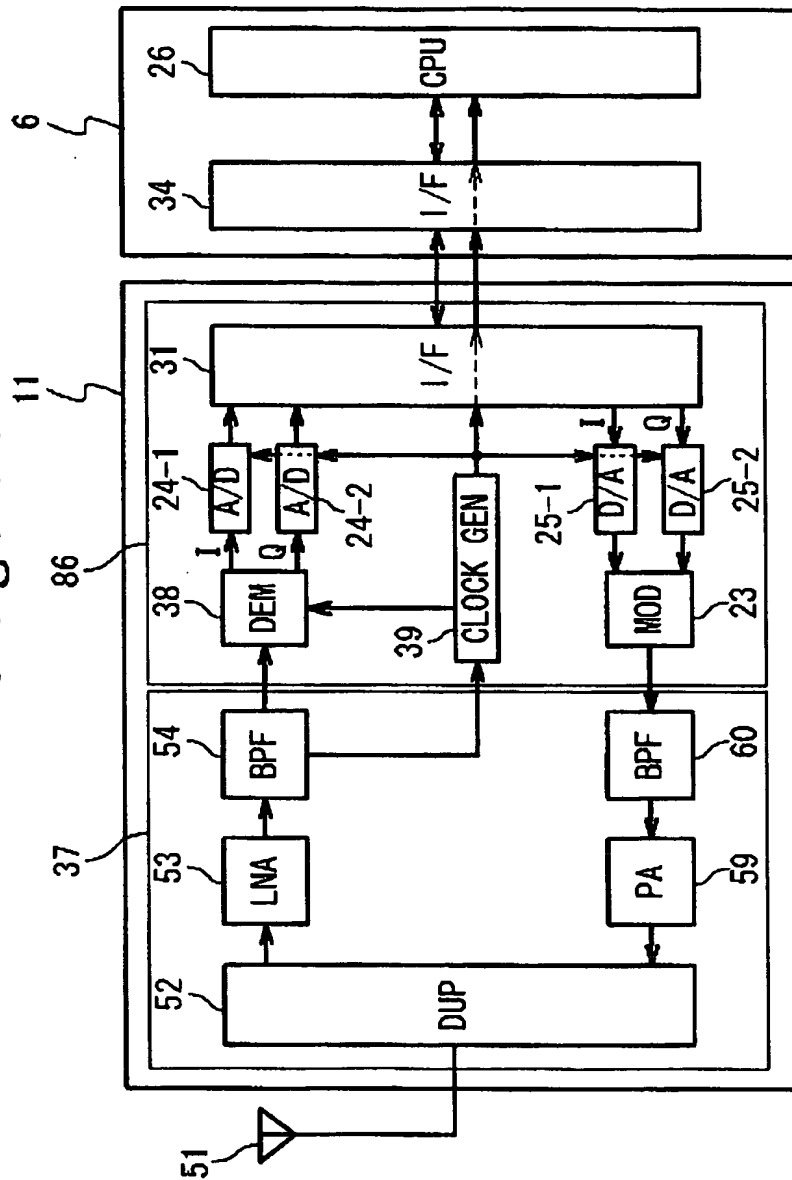 6
26
CPU
34
I/F
11
31
I/F
86
24-1
A/D
A/D
24-2
I
Q
38
DEM
39
CLOCK GEN
I
Q
D/A
D/A
25-1
25-2
MOD
23
37
54
BPF
53
LNA
52
DUP
BPF
60
PA
59
51